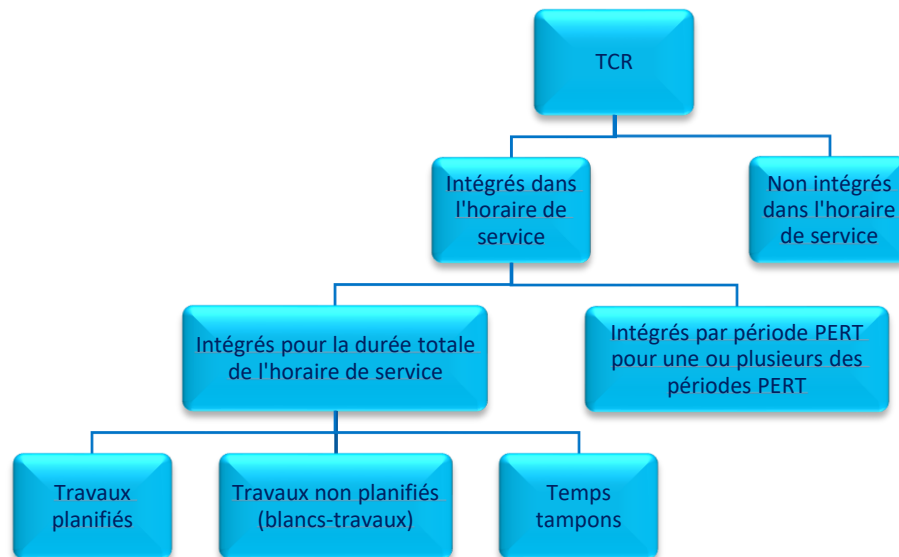 TCR
Intégrés dans
l'horaire de
service
Non intégrés
dans l'horaire
de service
Intégrés pour la durée totale
de l'horaire de service
Intégrés par période PERT
pour une ou plusieurs des
périodes PERT
Travaux
planifiés
Travaux non planifiés
(blancs-travaux)
Temps
tampons